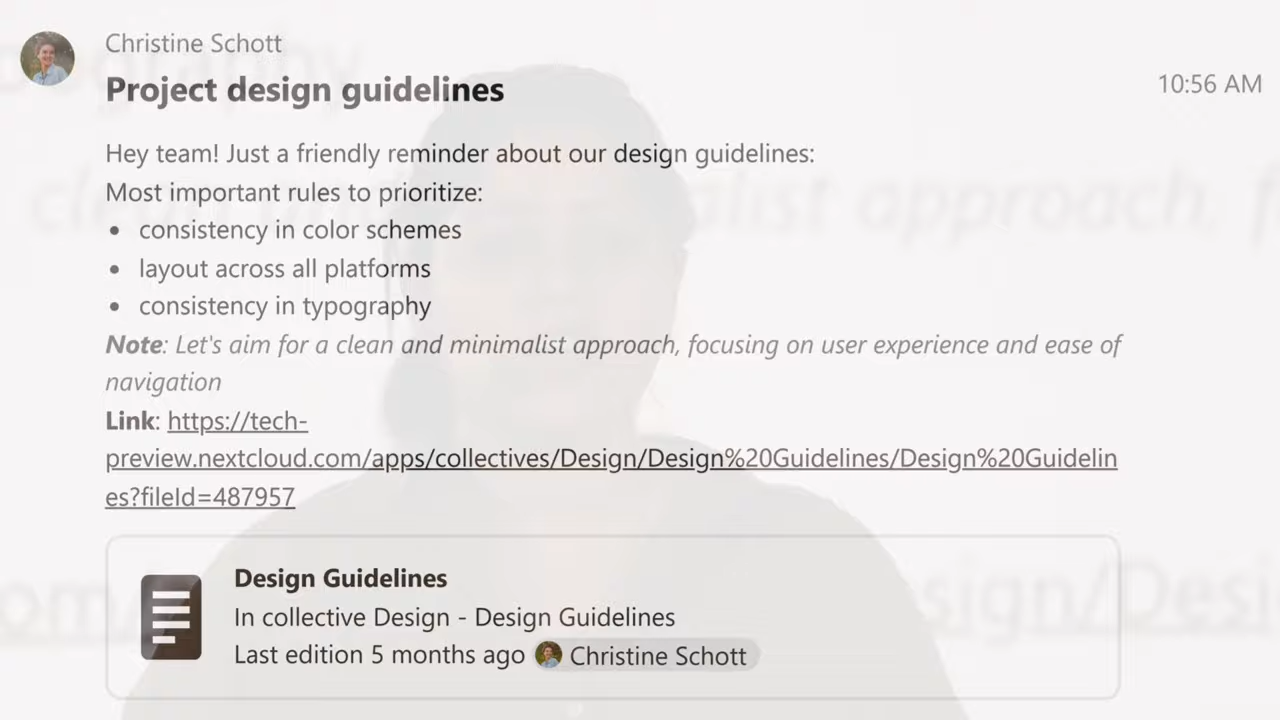 Christine Schott
Project design guidelines
10:56 AM
Hey team! Just a friendly reminder about our design guidelines:
Most important rules to prioritize:
• consistency in color schemes
• layout across all platforms
• consistency in typography
Note: Let's aim for a clean and minimalist approach, focusing on user experience and ease of
navigation
Link: https://tech-
preview.nextcloud.com/apps/collectives/Design/Design%20Guidelines/Design%20Guidelin
es?fileId=487957
Design Guidelines
In collective Design - Design Guidelines
Last edition 5 months ago Christine Schott